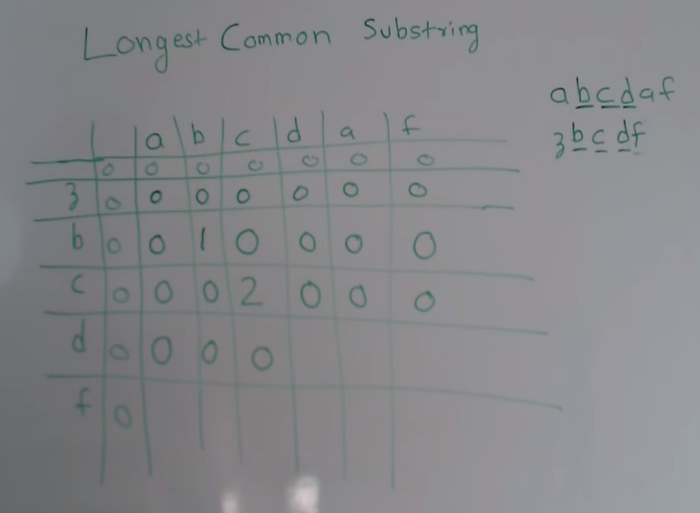 Longest Common Substring
abcdaf
zbcdf
a b c d a f
0 0 0 0 0 0 0
z 0 0 0 0 0 0 0
b 0 0 1 0 0 0 0
c 0 0 0 2 0 0 0
d 0 0 0 0
f 0